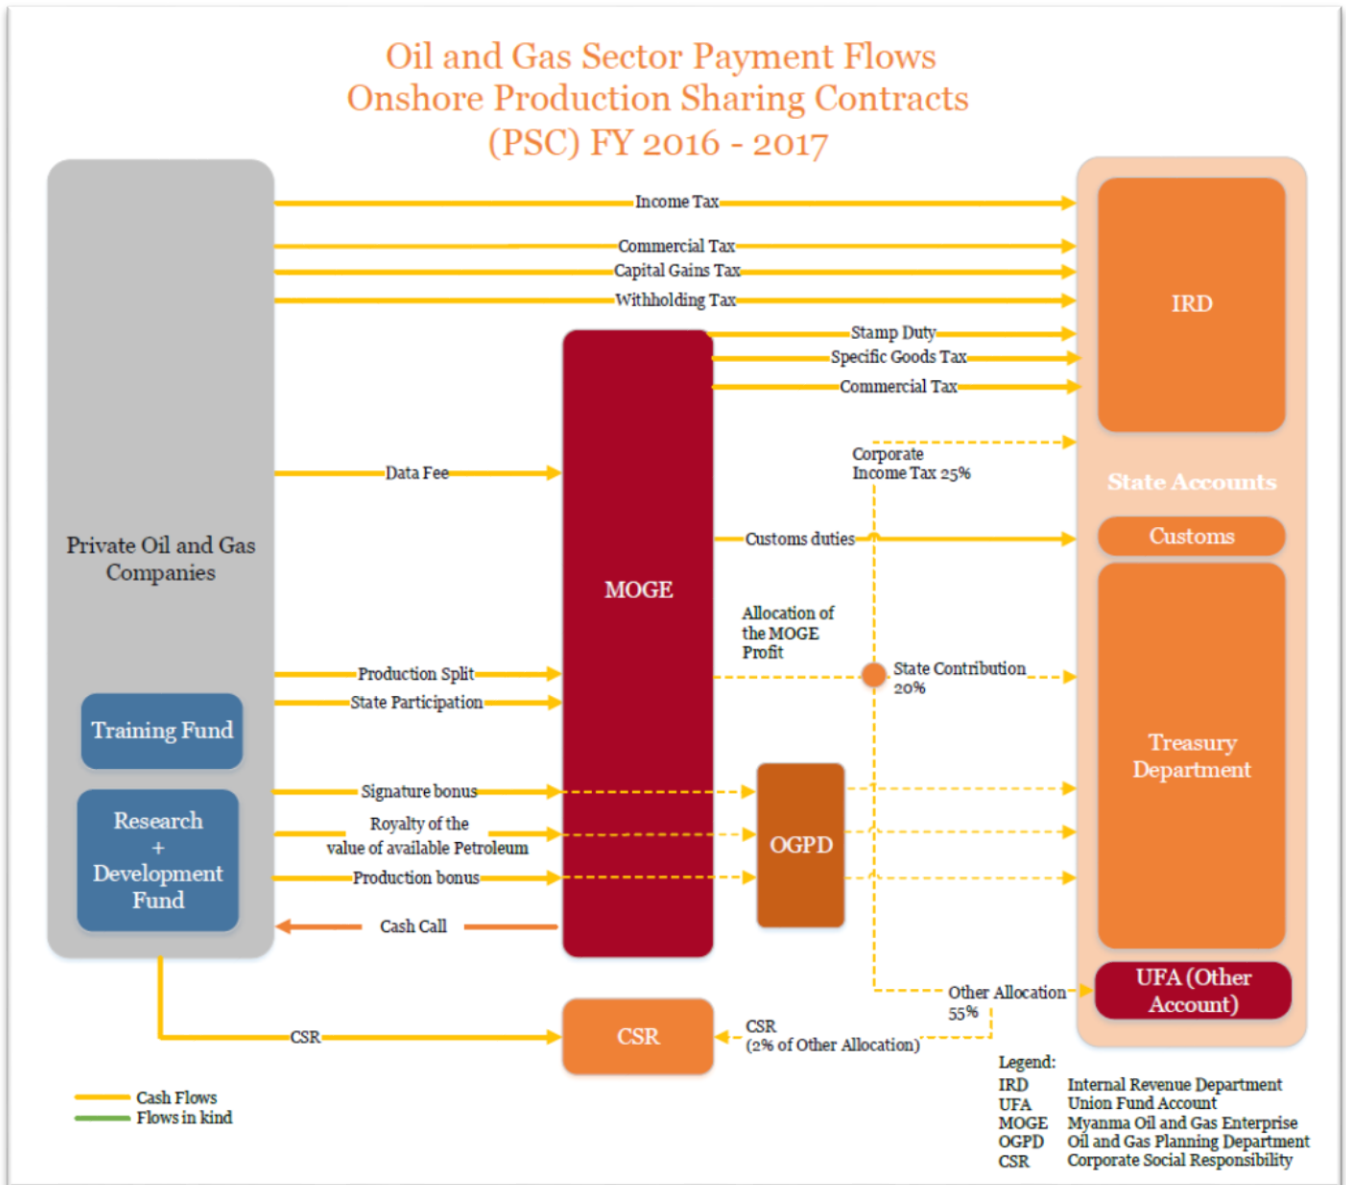 Oil and Gas Sector Payment Flows
Onshore Production Sharing Contracts
(PSC) FY 2016 - 2017
Income Tax
Commercial Tax
Capital Gains Tax
Withholding Tax
IRD
Stamp Duty
Specific Goods Tax
Commercial Tax
Corporate
Income Tax 25%
Data Fee
State Accounts
Private Oil and Gas
Companies
Customs duties
Customs
MOGE
Allocation of
the MOGE
Profit
Production Split
State Participation
State Contribution
20%
Training Fund
Treasury
Department
Signature bonus
Research
+
Development
Fund
Royalty of the
value of available Petroleum
OGPD
Production bonus
Cash Call
UFA (Other
Account)
Other Allocation
55%
CSR
CSR
CSR
(2% of Other Allocation)
Cash Flows
Flows in kind
Legend:
IRD Internal Revenue Department
UFA Union Fund Account
MOGE Myanma Oil and Gas Enterprise
OGPD Oil and Gas Planning Department
CSR Corporate Social Responsibility